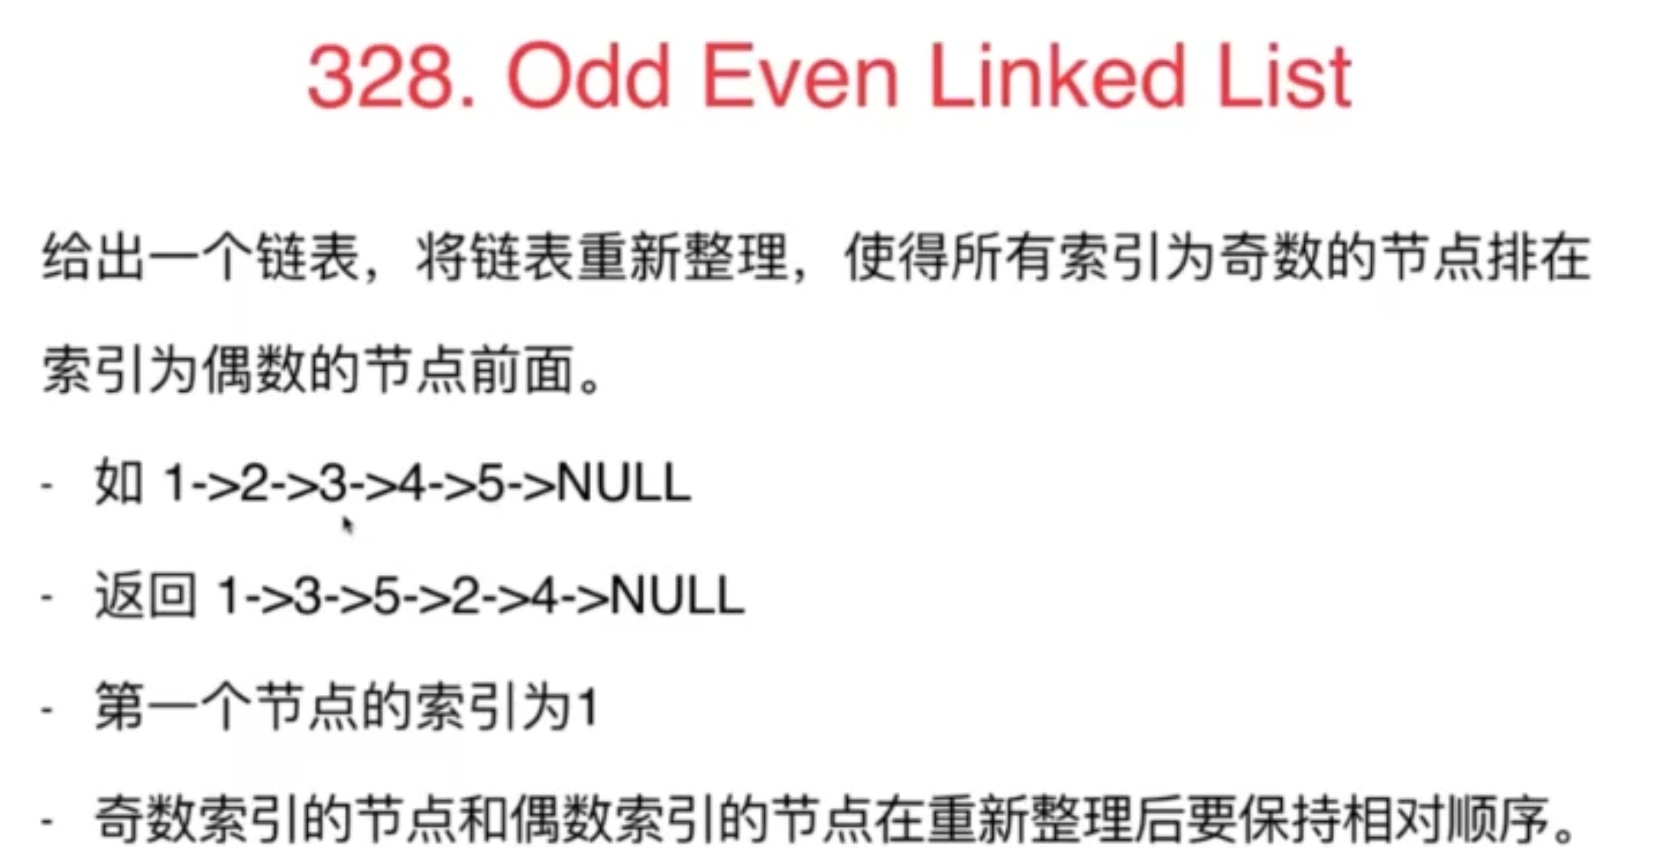 328. Odd Even Linked List
给出一个链表，将链表重新整理，使得所有索引为奇数的节点排在
索引为偶数的节点前面。
- 如 1->2->3->4->5->NULL
- 返回 1->3->5->2->4->NULL
- 第一个节点的索引为1
- 奇数索引的节点和偶数索引的节点在重新整理后要保持相对顺序。